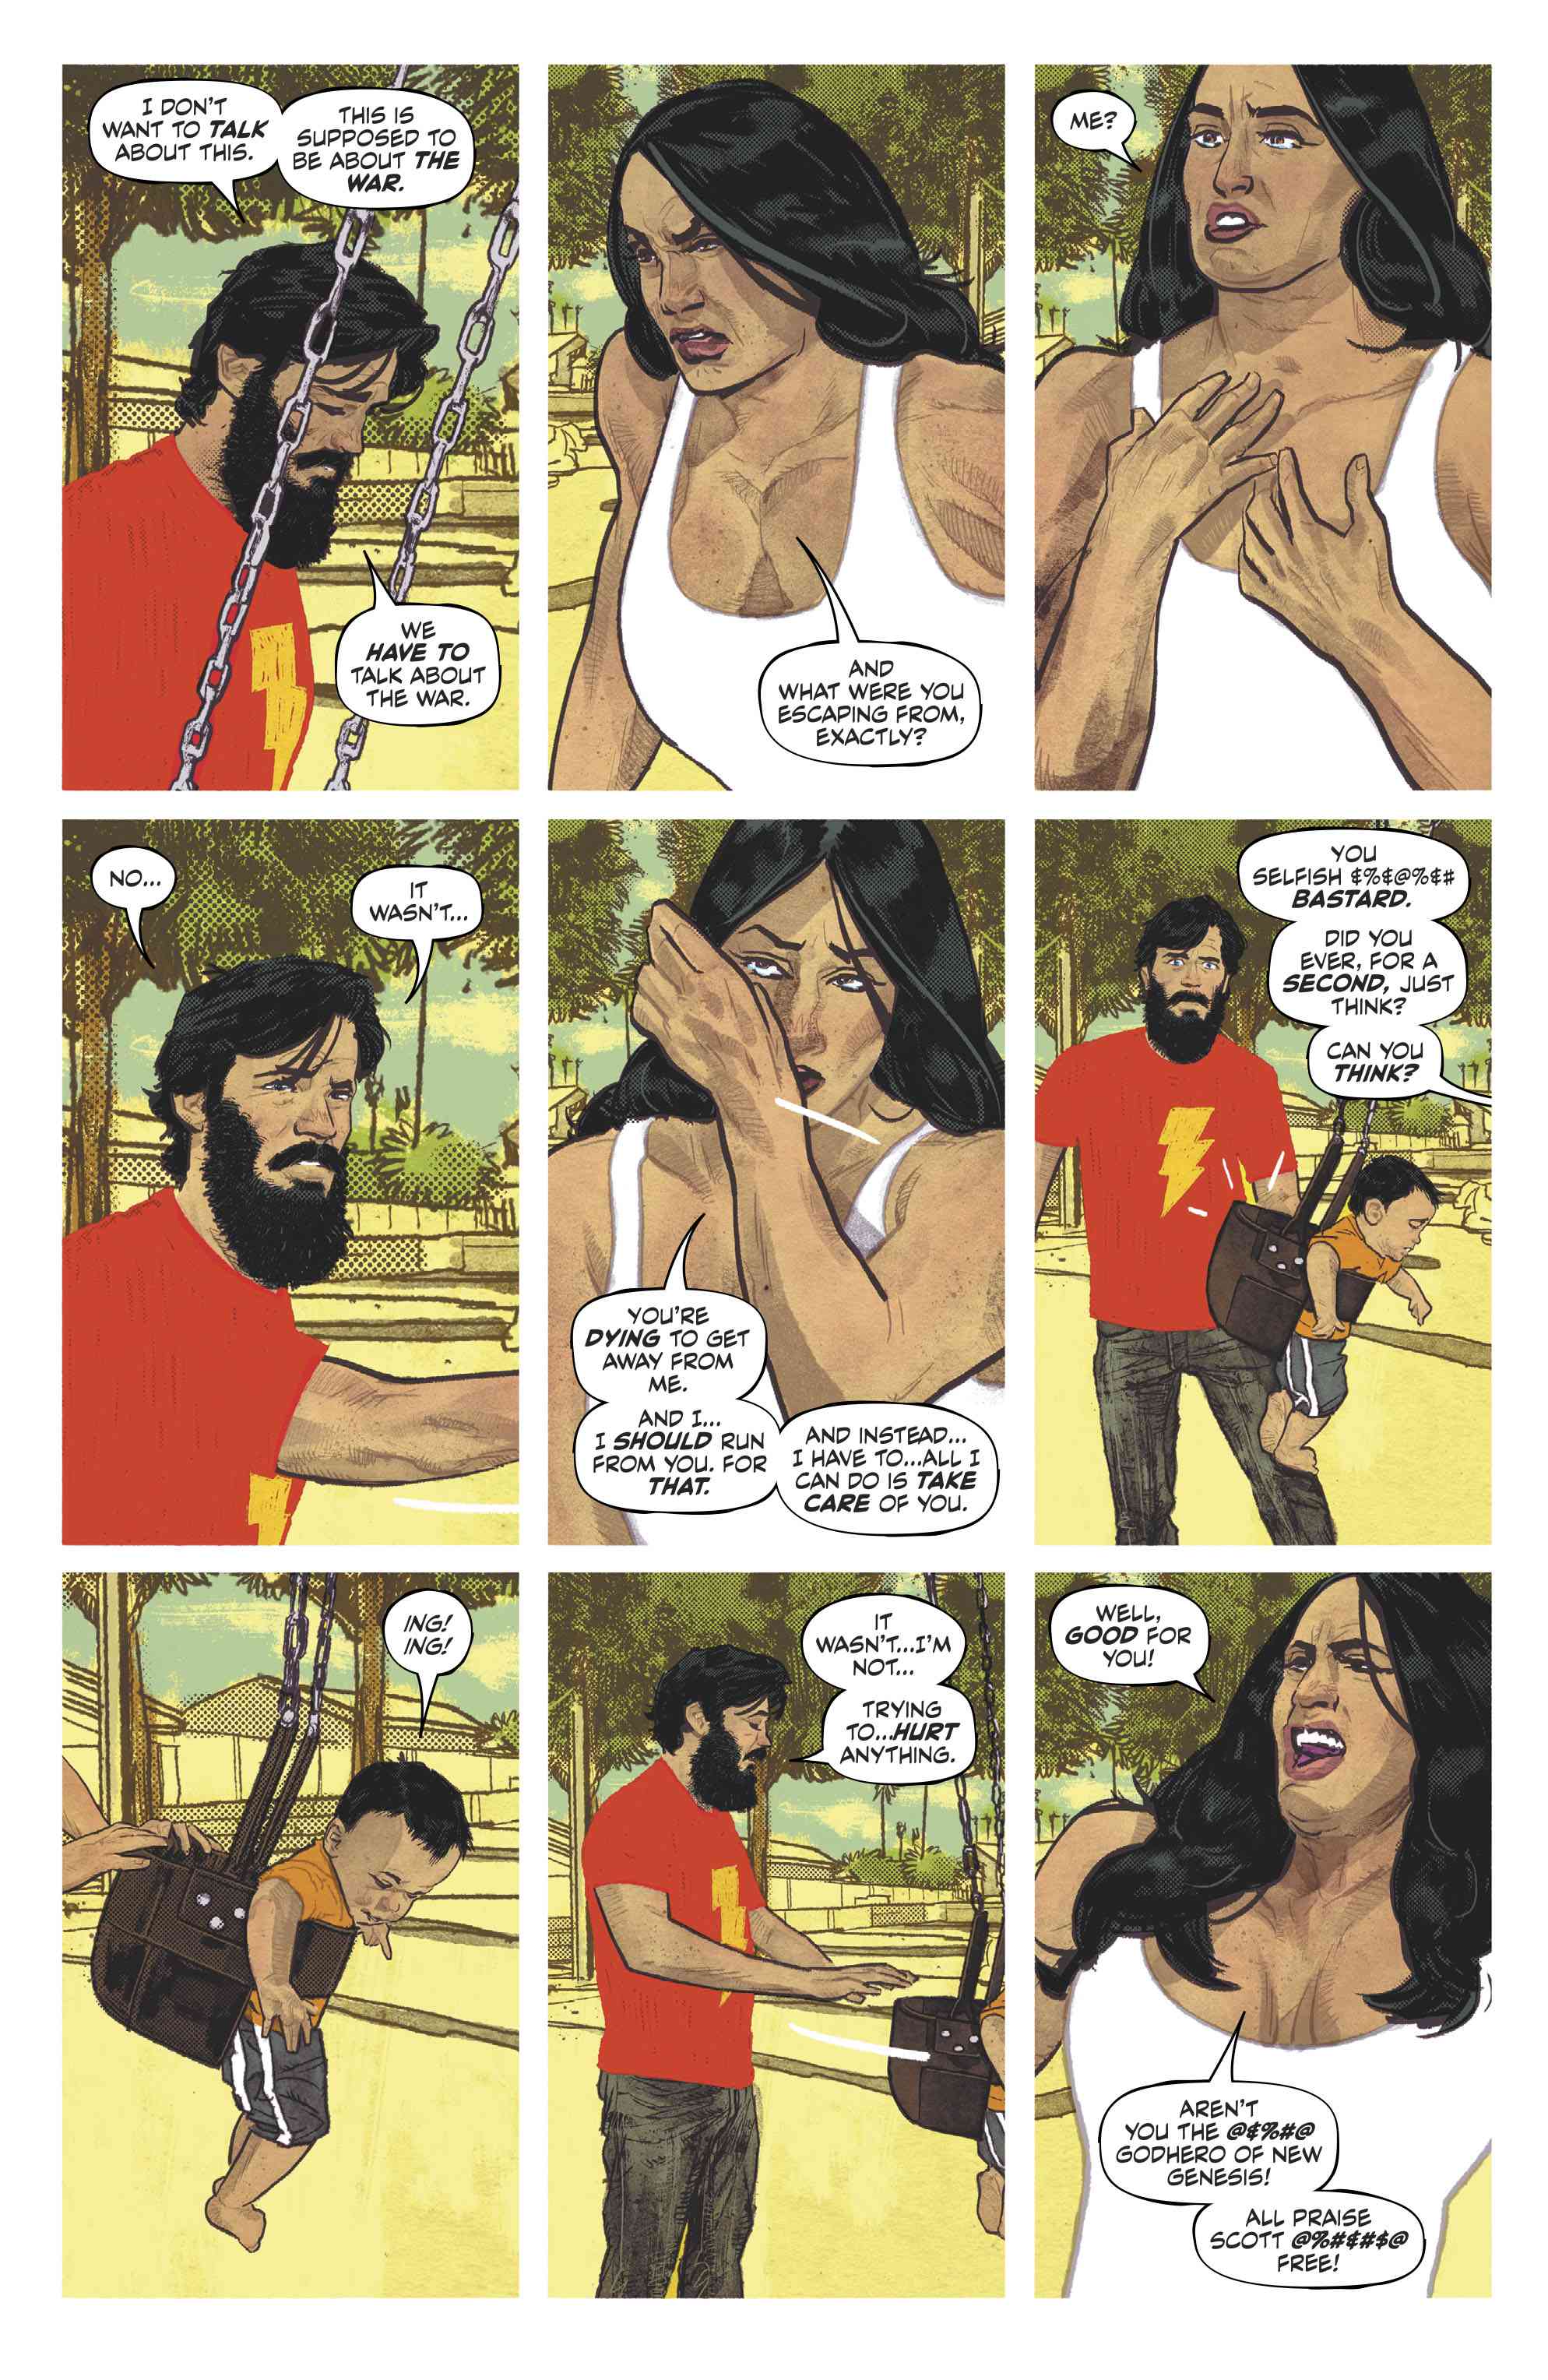 I DON'T
WANT TO TALK
ABOUT THIS.
THIS IS
SUPPOSED TO
BE ABOUT THE
WAR.
WE
HAVE TO
TALK ABOUT
THE WAR.
AND
WHAT WERE YOU
ESCAPING FROM,
EXACTLY?
ME?
NO...
IT
WASN'T...
YOU'RE
DYING TO GET
AWAY FROM
ME.
AND I...
I SHOULD RUN
FROM YOU. FOR
THAT.
AND INSTEAD...
I HAVE TO...ALL I
CAN DO IS TAKE
CARE OF YOU.
YOU
SELFISH &%&@%&#
BASTARD.
DID YOU
EVER, FOR A
SECOND, JUST
THINK?
CAN YOU
THINK?
ING!
ING!
IT
WASN'T...I'M
NOT...
TRYING
TO...HURT
ANYTHING.
WELL,
GOOD FOR
YOU!
AREN'T
YOU THE @&%#@
GODHERO OF NEW
GENESIS!
ALL PRAISE
SCOTT @%#&#$@
FREE!